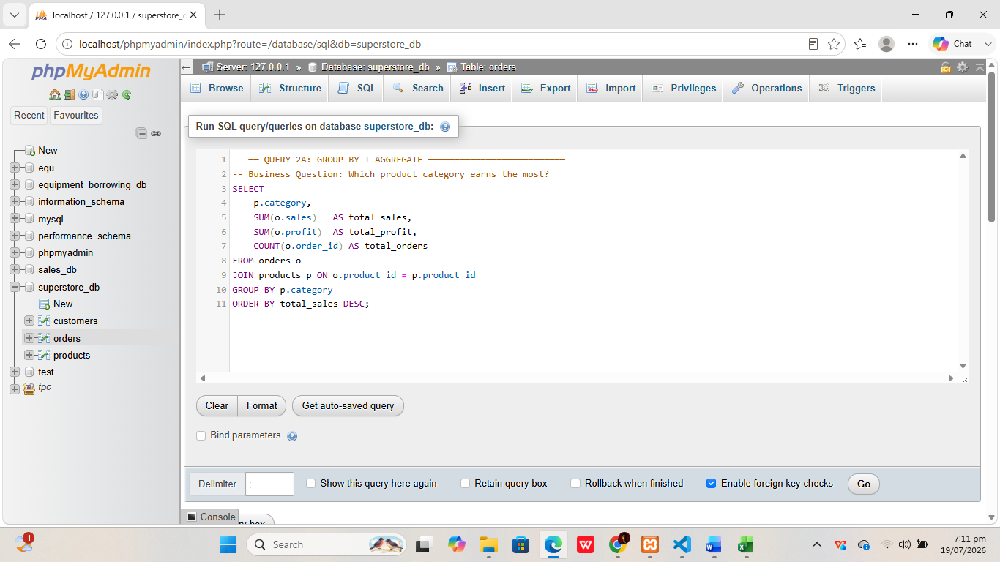 localhost / 127.0.0.1 / superstore_d
localhost/phpmyadmin/index.php?route=/database/sql&db=superstore_db
Chat
phpMyAdmin
Recent
Favourites
New
equ
equipment_borrowing_db
information_schema
mysql
performance_schema
phpmyadmin
sales_db
superstore_db
New
customers
orders
products
test
tpc
Server: 127.0.0.1 » Database: superstore_db » Table: orders
Browse Structure SQL Search Insert Export Import Privileges Operations Triggers
Run SQL query/queries on database superstore_db:
1 -- ── QUERY 2A: GROUP BY + AGGREGATE ──────────────────────────
2 -- Business Question: Which product category earns the most?
3 SELECT
4     p.category,
5     SUM(o.sales)   AS total_sales,
6     SUM(o.profit)  AS total_profit,
7     COUNT(o.order_id) AS total_orders
8 FROM orders o
9 JOIN products p ON o.product_id = p.product_id
10 GROUP BY p.category
11 ORDER BY total_sales DESC;
Clear Format Get auto-saved query
Bind parameters
Delimiter ; Show this query here again Retain query box Rollback when finished Enable foreign key checks Go
Console
1
Search
7:11 pm
19/07/2026